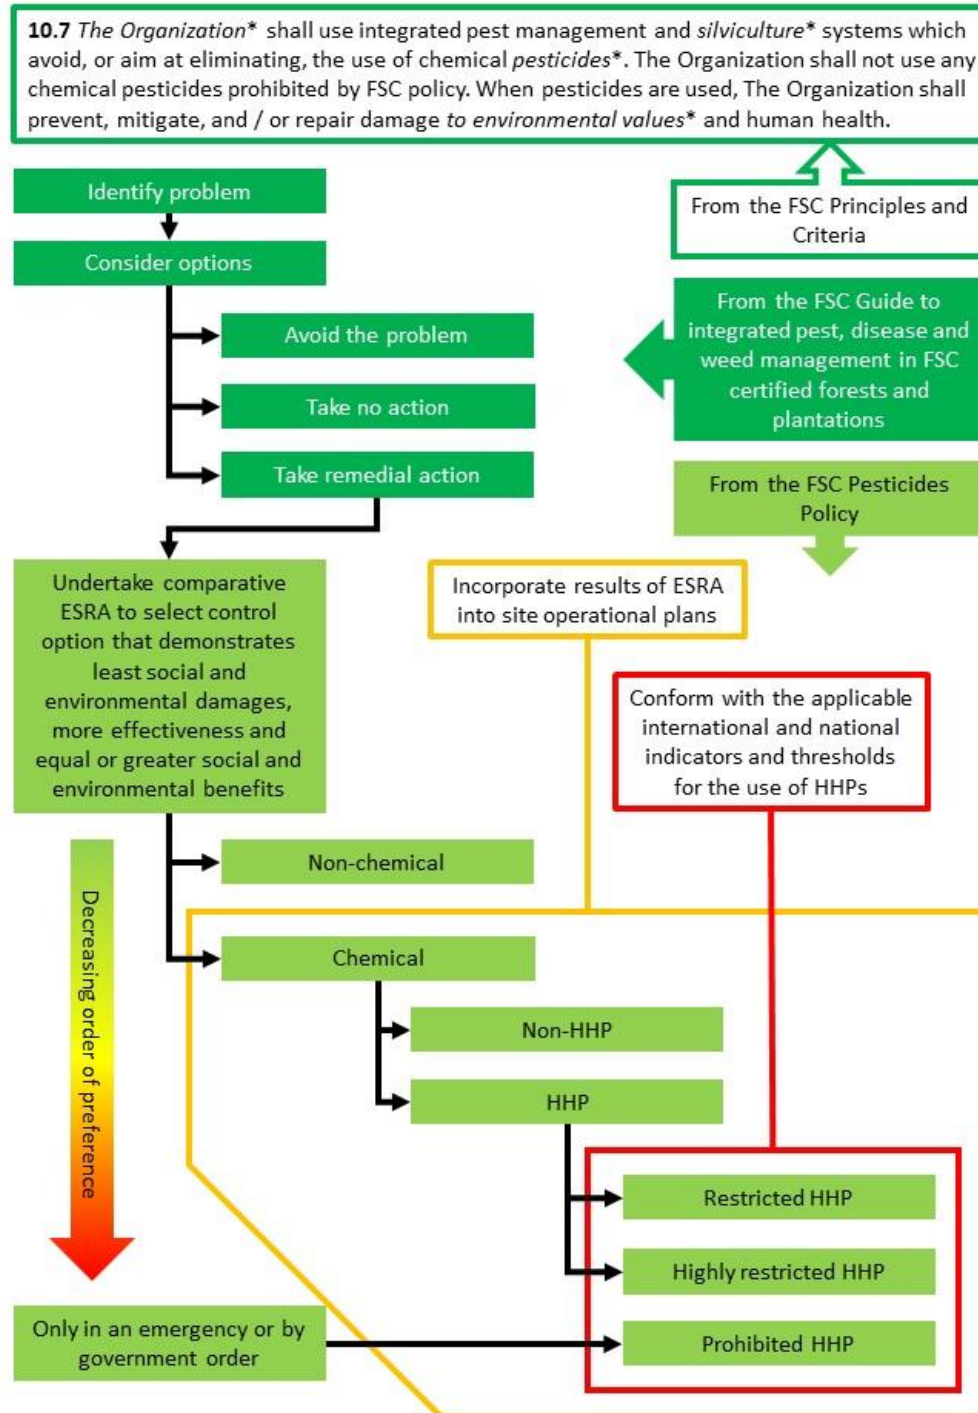 10.7 The Organization* shall use integrated pest management and silviculture* systems which
avoid, or aim at eliminating, the use of chemical pesticides*. The Organization shall not use any
chemical pesticides prohibited by FSC policy. When pesticides are used, The Organization shall
prevent, mitigate, and / or repair damage to environmental values* and human health.
Identify problem
From the FSC Principles and
Criteria
Consider options
From the FSC Guide to
integrated pest, disease and
weed management in FSC
certified forests and
plantations
Avoid the problem
Take no action
Take remedial action
From the FSC Pesticides
Policy
Undertake comparative
ESRA to select control
option that demonstrates
least social and
environmental damages,
more effectiveness and
equal or greater social and
environmental benefits
Incorporate results of ESRA
into site operational plans
Conform with the applicable
international and national
indicators and thresholds
for the use of HHPs
Non-chemical
Decreasing order of preference
Chemical
Non-HHP
HHP
Restricted HHP
Highly restricted HHP
Only in an emergency or by
government order
Prohibited HHP